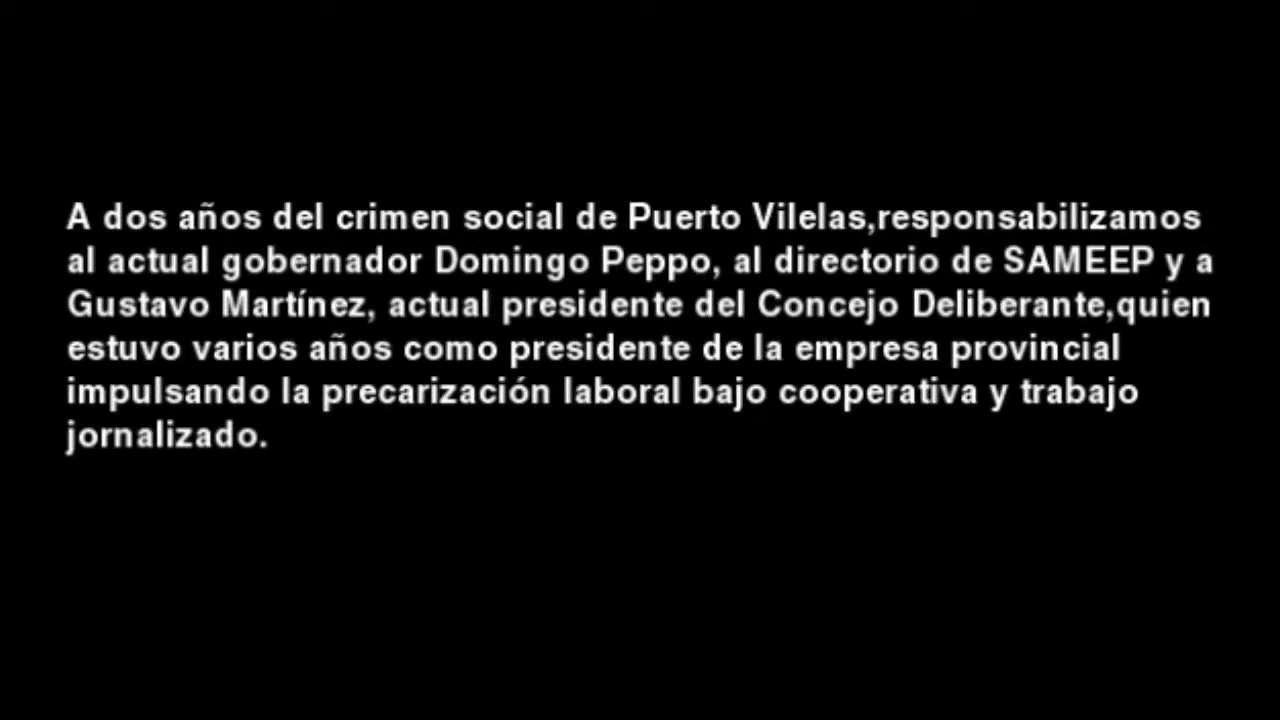 A dos años del crimen social de Puerto Vilelas,responsabilizamos
al actual gobernador Domingo Peppo, al directorio de SAMEEP y a
Gustavo Martínez, actual presidente del Concejo Deliberante,quien
estuvo varios años como presidente de la empresa provincial
impulsando la precarización laboral bajo cooperativa y trabajo
jornalizado.